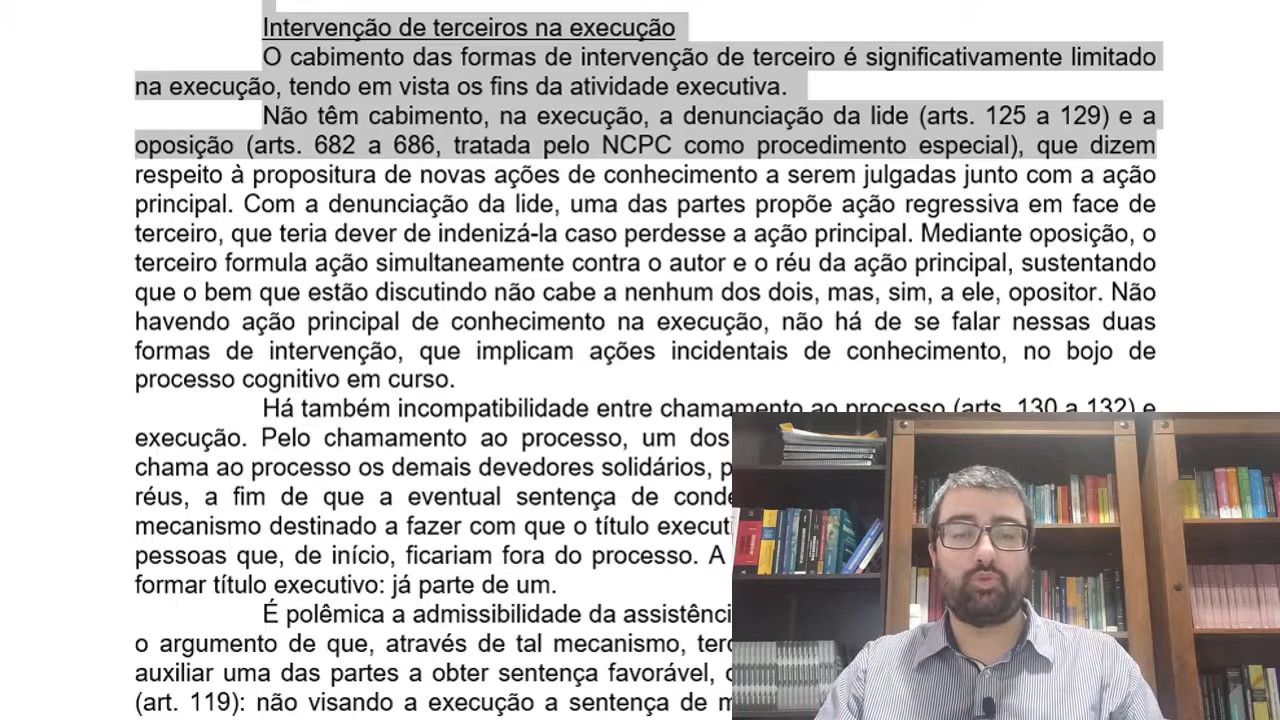 Intervenção de terceiros na execução
O cabimento das formas de intervenção de terceiro é significativamente limitado
na execução, tendo em vista os fins da atividade executiva.
Não têm cabimento, na execução, a denunciação da lide (arts. 125 a 129) e a
oposição (arts. 682 a 686, tratada pelo NCPC como procedimento especial), que dizem
respeito à propositura de novas ações de conhecimento a serem julgadas junto com a ação
principal. Com a denunciação da lide, uma das partes propõe ação regressiva em face de
terceiro, que teria dever de indenizá-la caso perdesse a ação principal. Mediante oposição, o
terceiro formula ação simultaneamente contra o autor e o réu da ação principal, sustentando
que o bem que estão discutindo não cabe a nenhum dos dois, mas, sim, a ele, opositor. Não
havendo ação principal de conhecimento na execução, não há de se falar nessas duas
formas de intervenção, que implicam ações incidentais de conhecimento, no bojo de
processo cognitivo em curso.
Há também incompatibilidade entre chamamento ao processo (arts. 130 a 132) e
execução. Pelo chamamento ao processo, um dos
chama ao processo os demais devedores solidários,
réus, a fim de que a eventual sentença de
mecanismo destinado a fazer com que o título
pessoas que, de início, ficariam fora do processo. A
formar título executivo: já parte de um.
É polêmica a admissibilidade da
o argumento de que, através de tal mecanismo,
auxiliar uma das partes a obter sentença favorável,
(art. 119): não visando a execução a sentença de